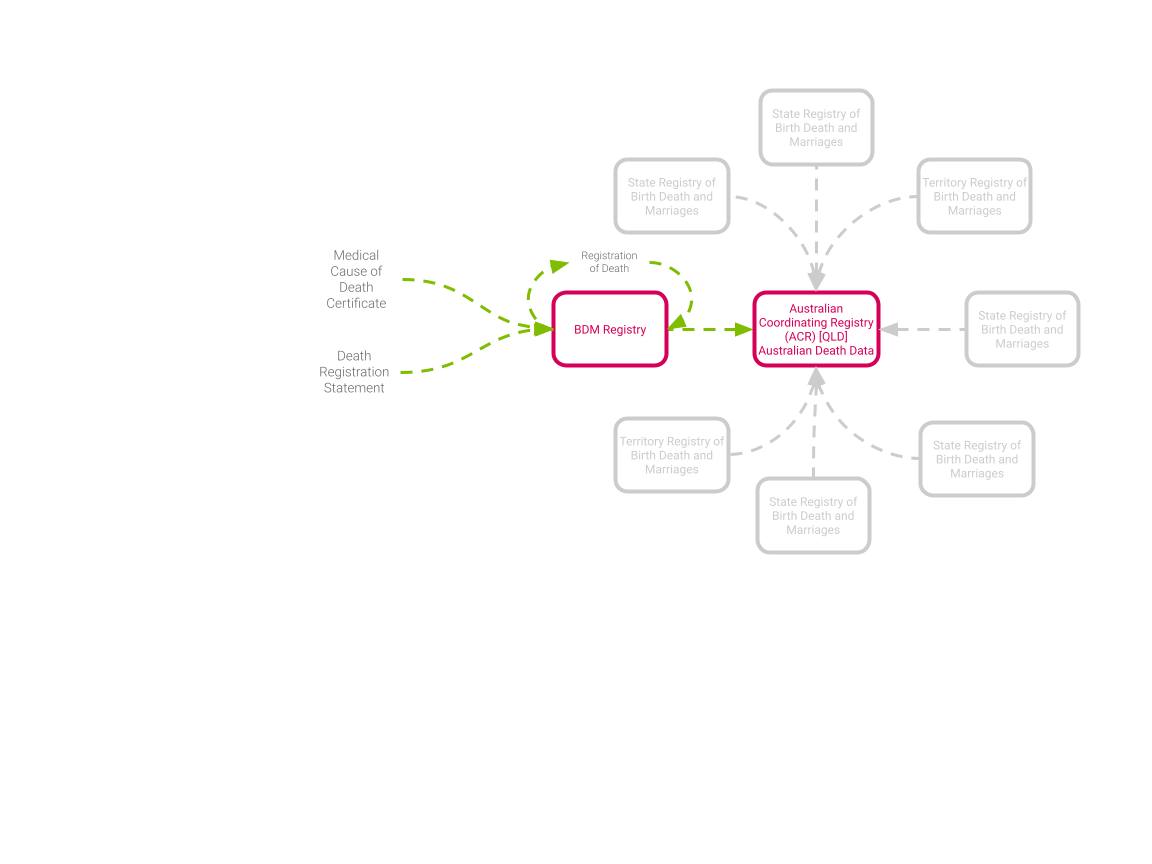 State Registry of
Birth Death and
Marriages
State Registry of
Birth Death and
Marriages
Territory Registry of
Birth Death and
Marriages
Medical
Cause of
Death
Certificate
Registration
of Death
BDM Registry
Australian
Coordinating Registry
(ACR) [QLD]
Australian Death Data
State Registry of
Birth Death and
Marriages
Death
Registration
Statement
Territory Registry of
Birth Death and
Marriages
State Registry of
Birth Death and
Marriages
State Registry of
Birth Death and
Marriages